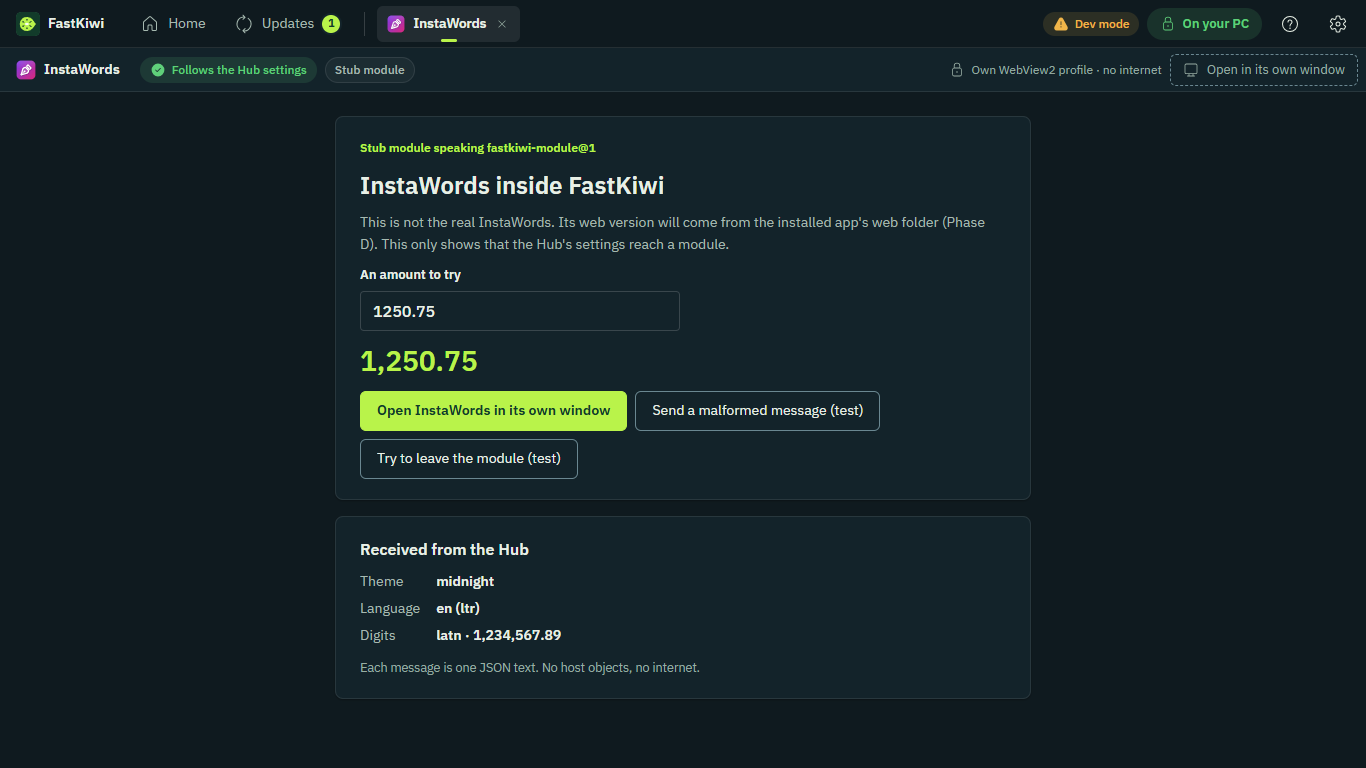 FastKiwi
Home
Updates 1
InstaWords
Dev mode
On your PC
InstaWords
Follows the Hub settings
Stub module
Own WebView2 profile · no internet
Open in its own window
Stub module speaking fastkiwi-module@1
InstaWords inside FastKiwi
This is not the real InstaWords. Its web version will come from the installed app's web folder (Phase
D). This only shows that the Hub's settings reach a module.
An amount to try
1250.75
1,250.75
Open InstaWords in its own window
Send a malformed message (test)
Try to leave the module (test)
Received from the Hub
Theme midnight
Language en (ltr)
Digits latn · 1,234,567.89
Each message is one JSON text. No host objects, no internet.